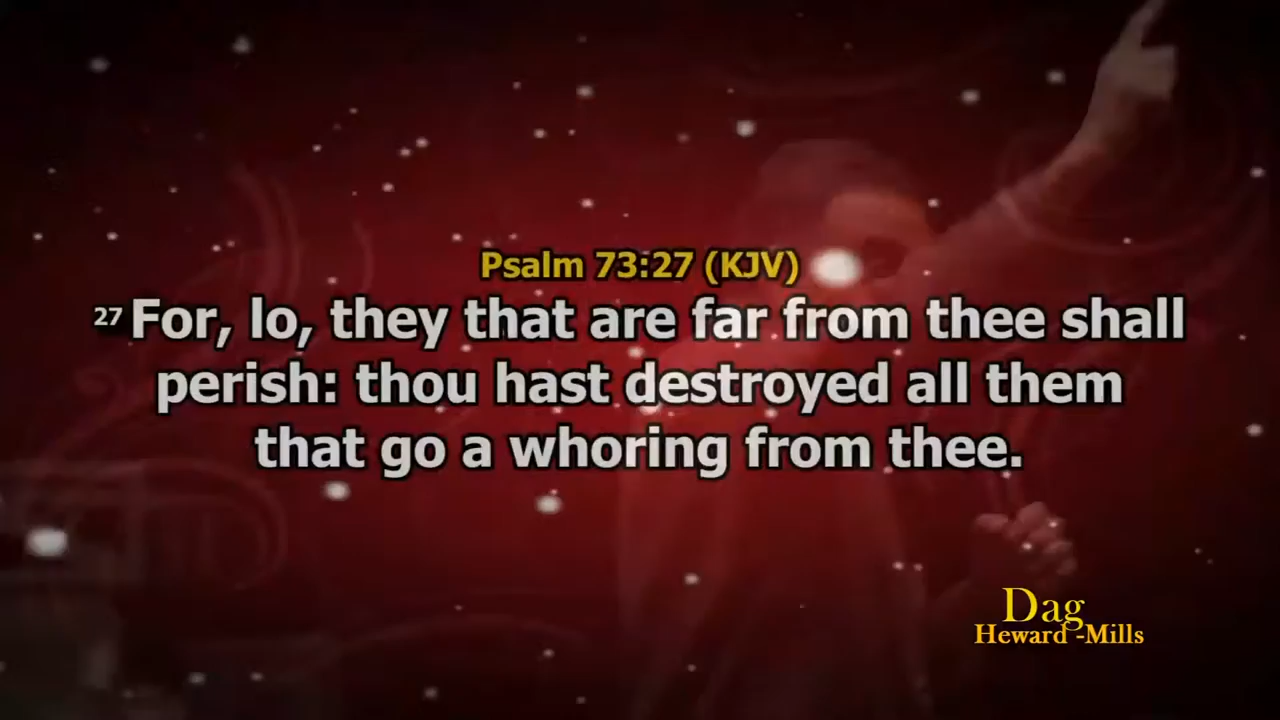 Psalm 73:27 (KJV)
27 For, lo, they that are far from thee shall
perish: thou hast destroyed all them
that go a whoring from thee.
Dag
Heward -Mills